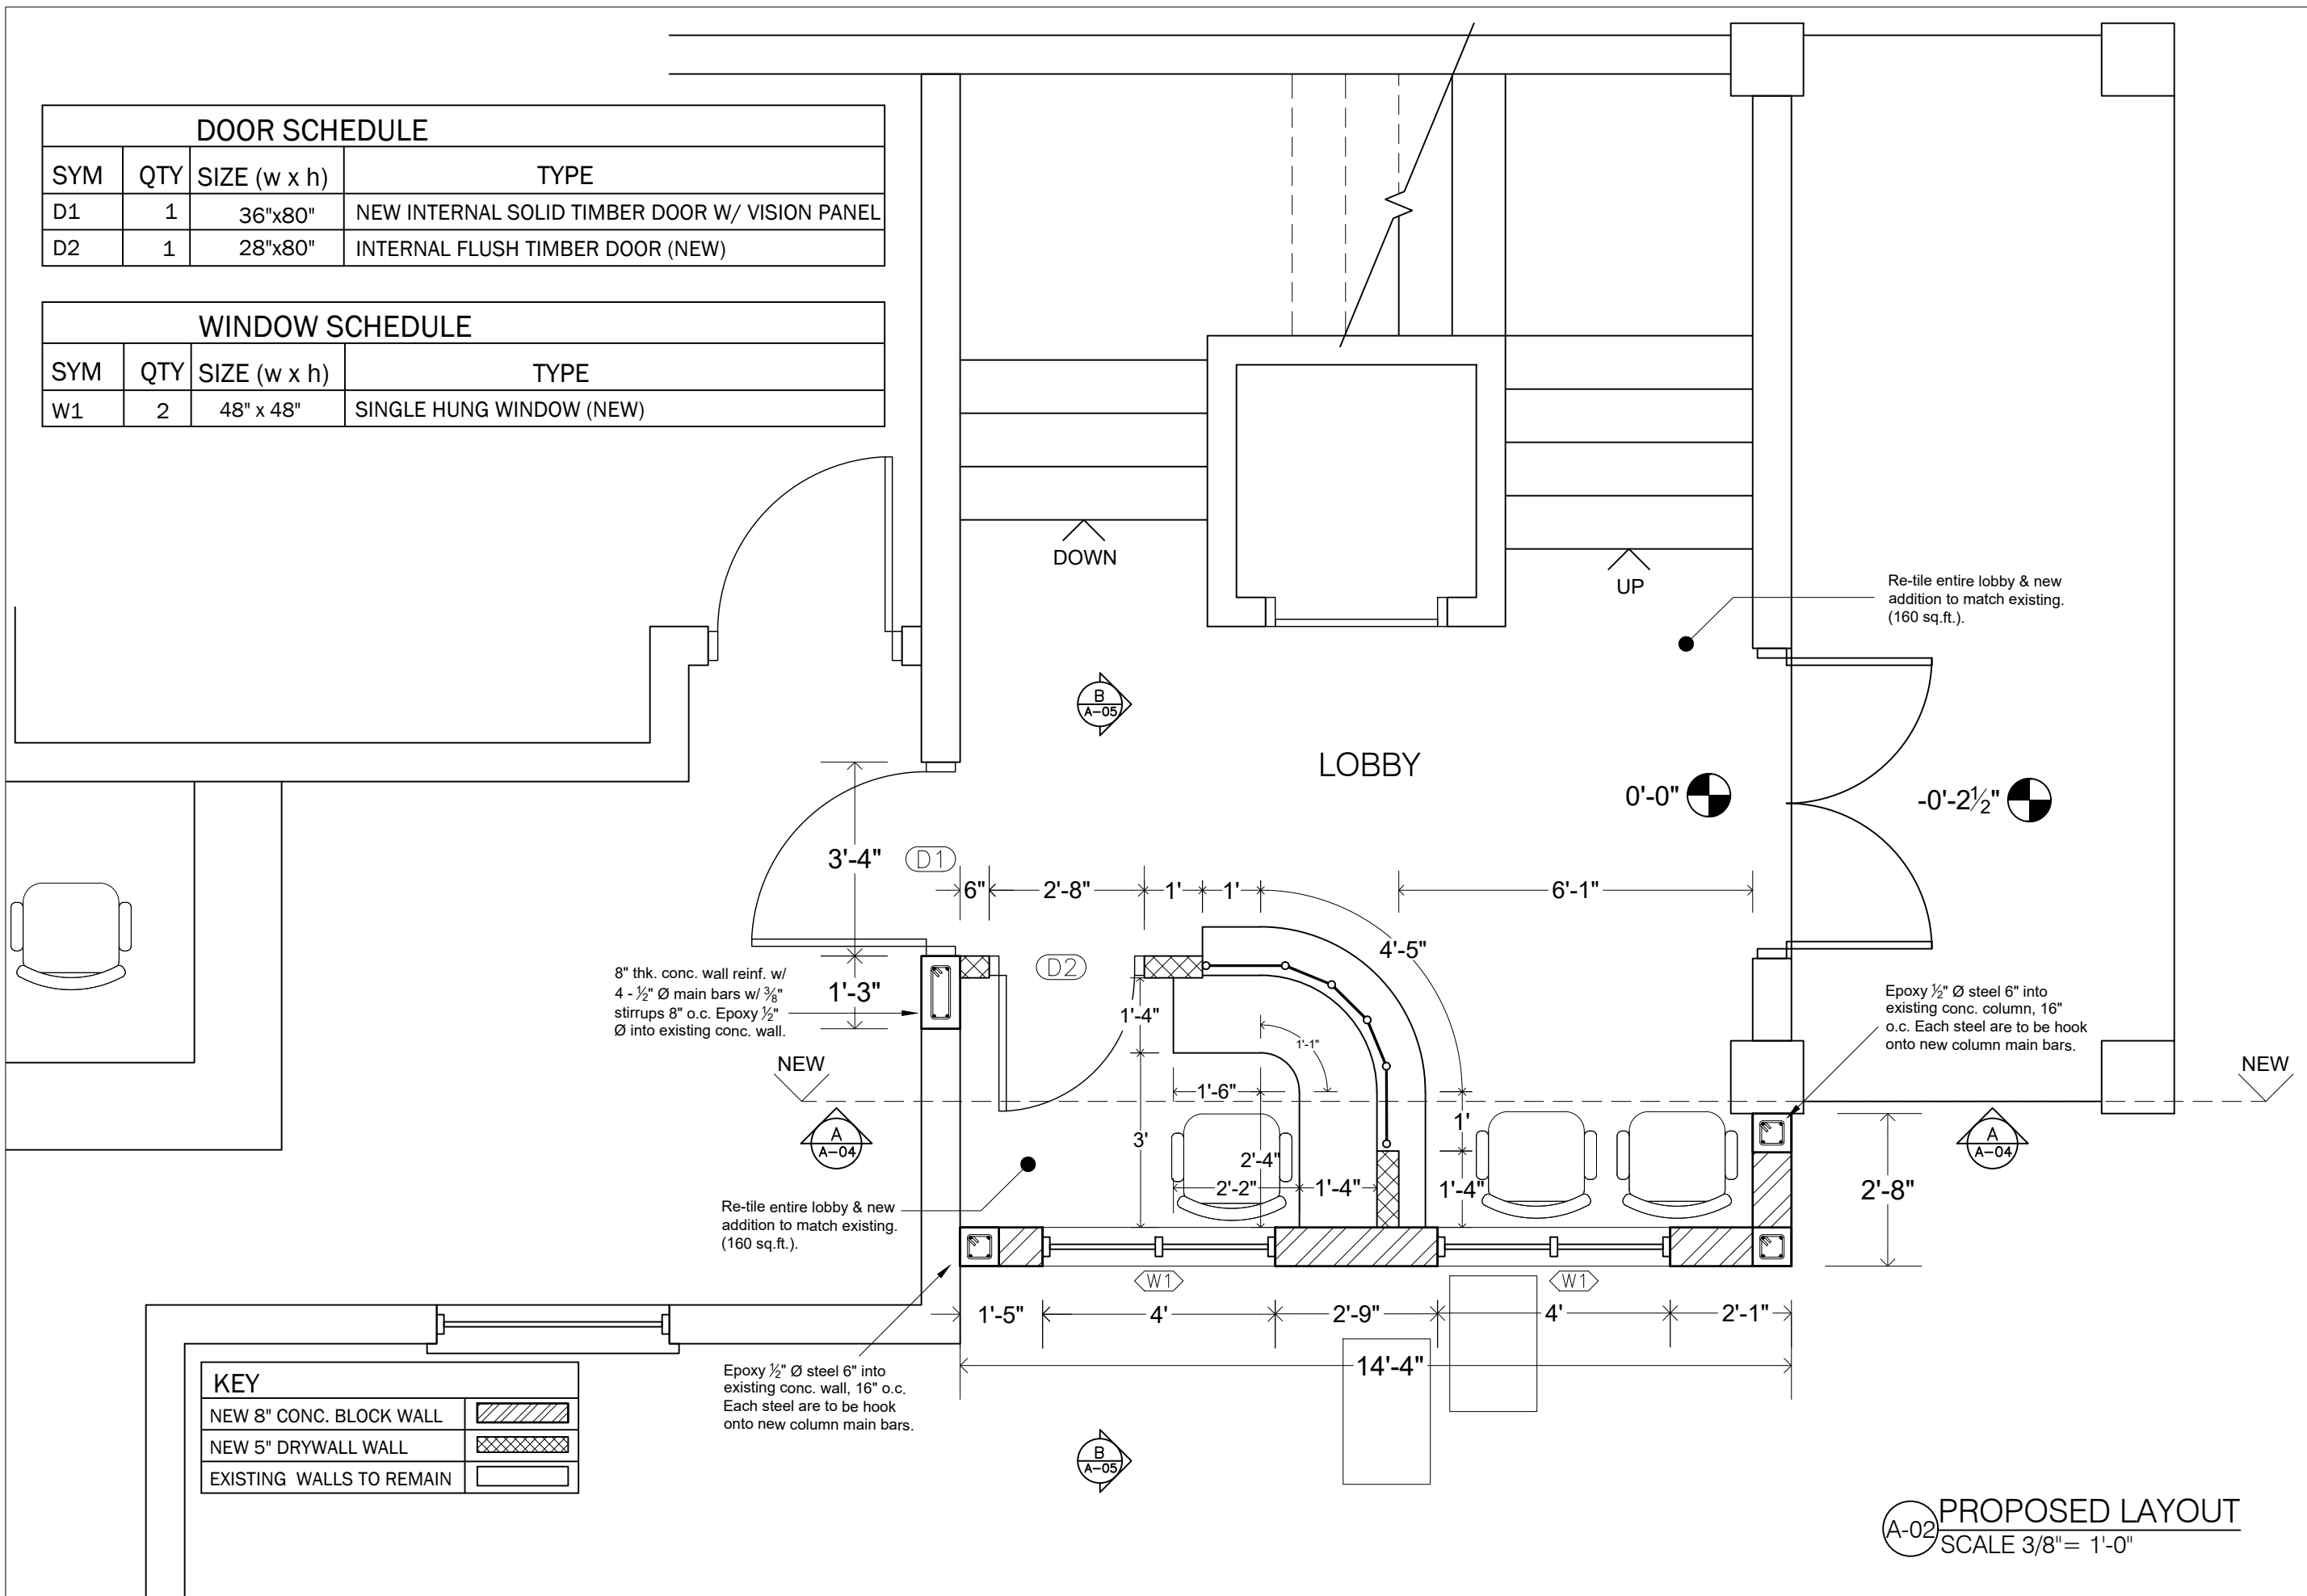 DOOR SCHEDULE
SYM QTY SIZE (w x h) TYPE
D1 1 36"x80" NEW INTERNAL SOLID TIMBER DOOR W/ VISION PANEL
D2 1 28"x80" INTERNAL FLUSH TIMBER DOOR (NEW)
WINDOW SCHEDULE
SYM QTY SIZE (w x h) TYPE
W1 2 48" x 48" SINGLE HUNG WINDOW (NEW)
DOWN
UP
Re-tile entire lobby & new
addition to match existing.
(160 sq.ft.).
B
A-05
LOBBY
0'-0"
-0'-2½"
3'-4"
D1
6"
2'-8"
1'
1'
6'-1"
4'-5"
D2
8" thk. conc. wall reinf. w/
4 - ½" Ø main bars w/ ⅜"
stirrups 8" o.c. Epoxy ½"
Ø into existing conc. wall.
1'-3"
1'-4"
1'-1"
Epoxy ½" Ø steel 6" into
existing conc. column, 16"
o.c. Each steel are to be hook
onto new column main bars.
NEW
NEW
1'-6"
1'
A
A-04
3'
2'-4"
A
A-04
2'-2"
1'-4"
1'-4"
2'-8"
Re-tile entire lobby & new
addition to match existing.
(160 sq.ft.).
W1
W1
1'-5"
4'
2'-9"
4'
2'-1"
14'-4"
Epoxy ½" Ø steel 6" into
existing conc. wall, 16" o.c.
Each steel are to be hook
onto new column main bars.
KEY
NEW 8" CONC. BLOCK WALL
NEW 5" DRYWALL WALL
EXISTING WALLS TO REMAIN
B
A-05
A-02
PROPOSED LAYOUT
SCALE 3/8"= 1'-0"